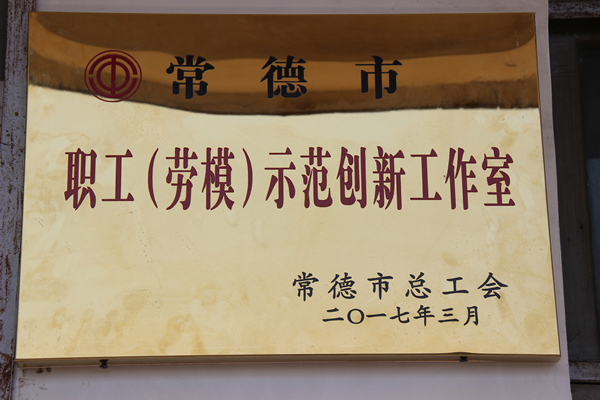 常德市
职工（劳模）示范创新工作室
常德市总工会
二〇一七年三月